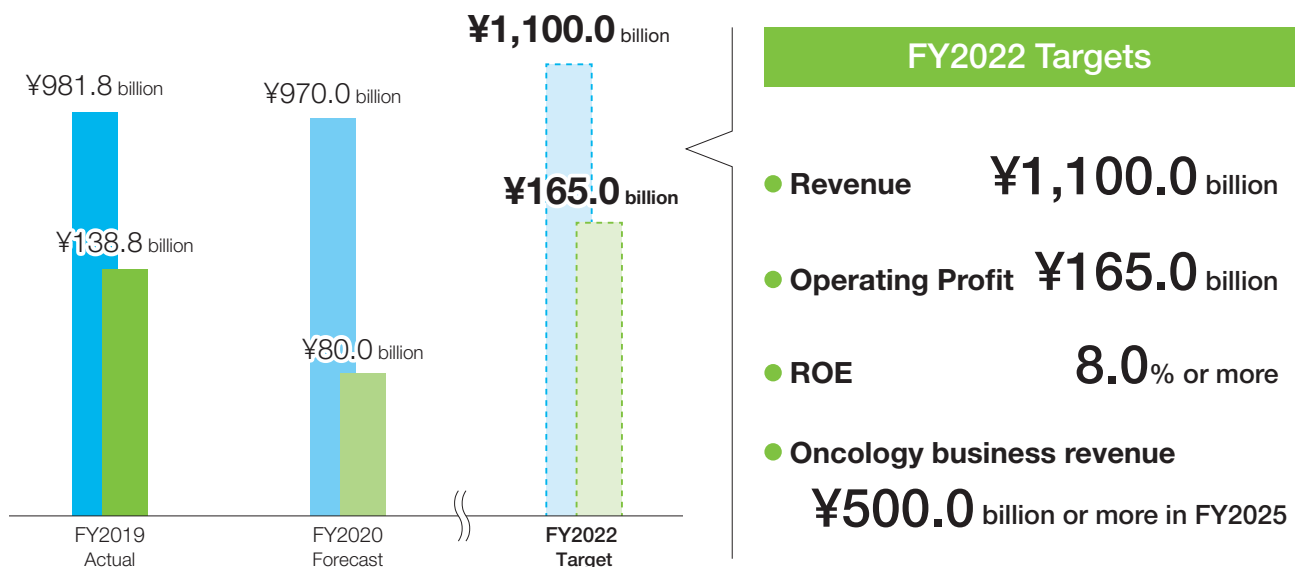 ¥981.8 billion
¥138.8 billion
FY2019
Actual
¥970.0 billion
¥80.0 billion
FY2020
Forecast
¥1,100.0 billion
¥165.0 billion
FY2022
Target
FY2022 Targets
● Revenue ¥1,100.0 billion
● Operating Profit ¥165.0 billion
● ROE 8.0% or more
● Oncology business revenue
¥500.0 billion or more in FY2025